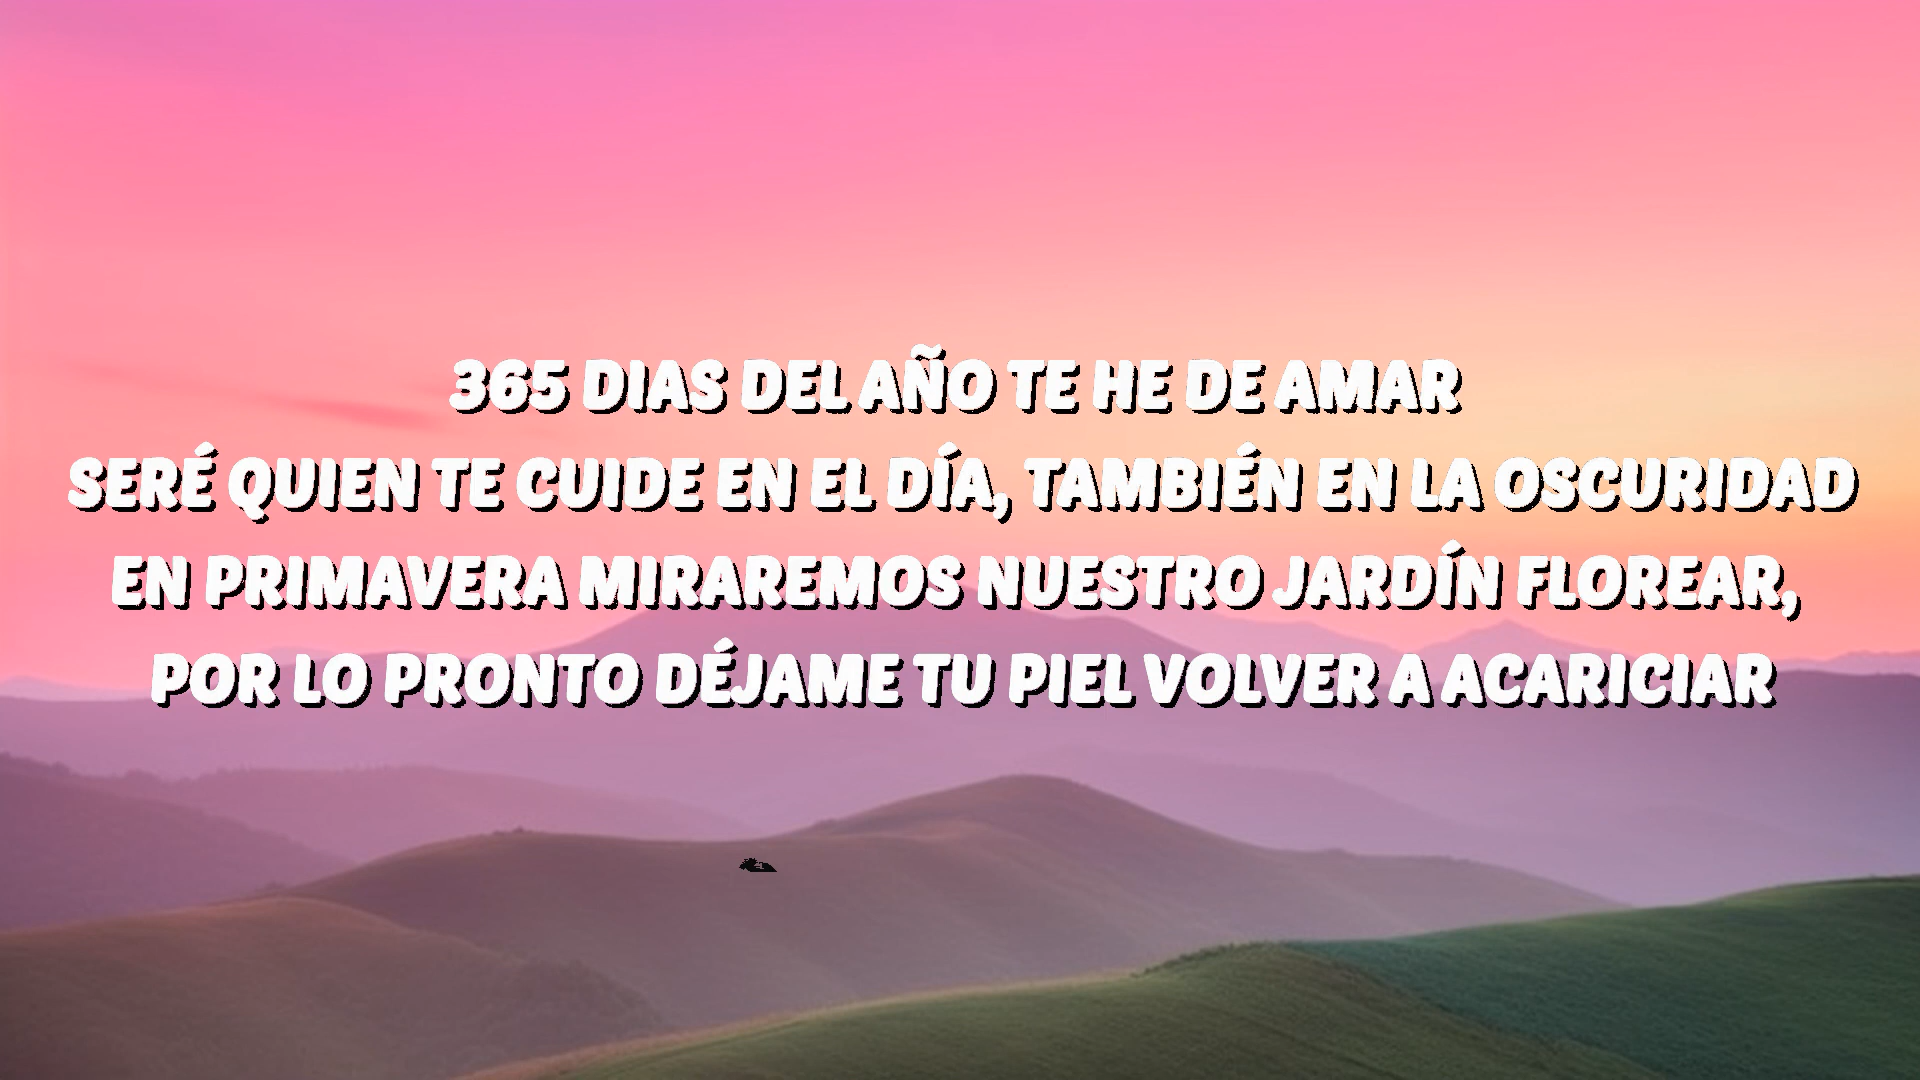 365 DIAS DEL AÑO TE HE DE AMAR
SERÉ QUIEN TE CUIDE EN EL DÍA, TAMBIÉN EN LA OSCURIDAD
EN PRIMAVERA MIRAREMOS NUESTRO JARDÍN FLOREAR,
POR LO PRONTO DÉJAME TU PIEL VOLVER A ACARICIAR